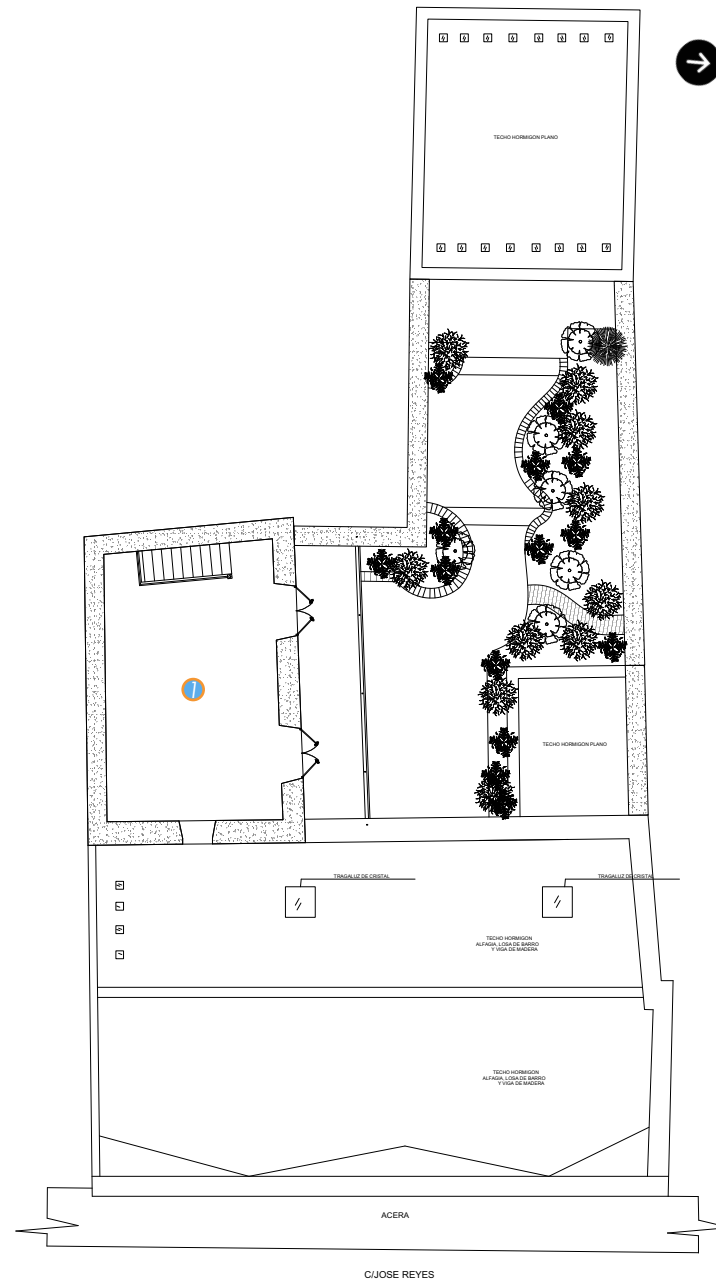 TECHO HORMIGON PLANO
1
TECHO HORMIGON PLANO
TRAGALUZ DE CRISTAL
TRAGALUZ DE CRISTAL
TECHO HORMIGON
ALFAGIA, LOSA DE BARRO
Y VIGA DE MADERA
TECHO HORMIGON
ALFAGIA, LOSA DE BARRO
Y VIGA DE MADERA
ACERA
C/JOSE REYES